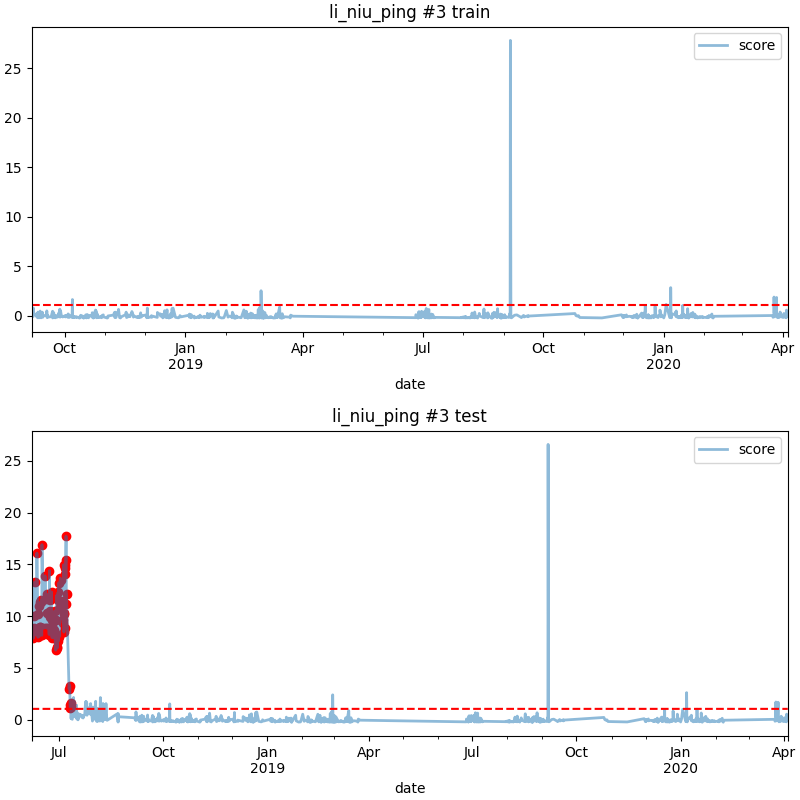 li_niu_ping #3 train
score
25
20
15
10
5
0
Oct Jan Apr Jul Oct Jan Apr
2019 2020
date
li_niu_ping #3 test
score
25
20
15
10
5
0
Jul Oct Jan Apr Jul Oct Jan Apr
2019 2020
date